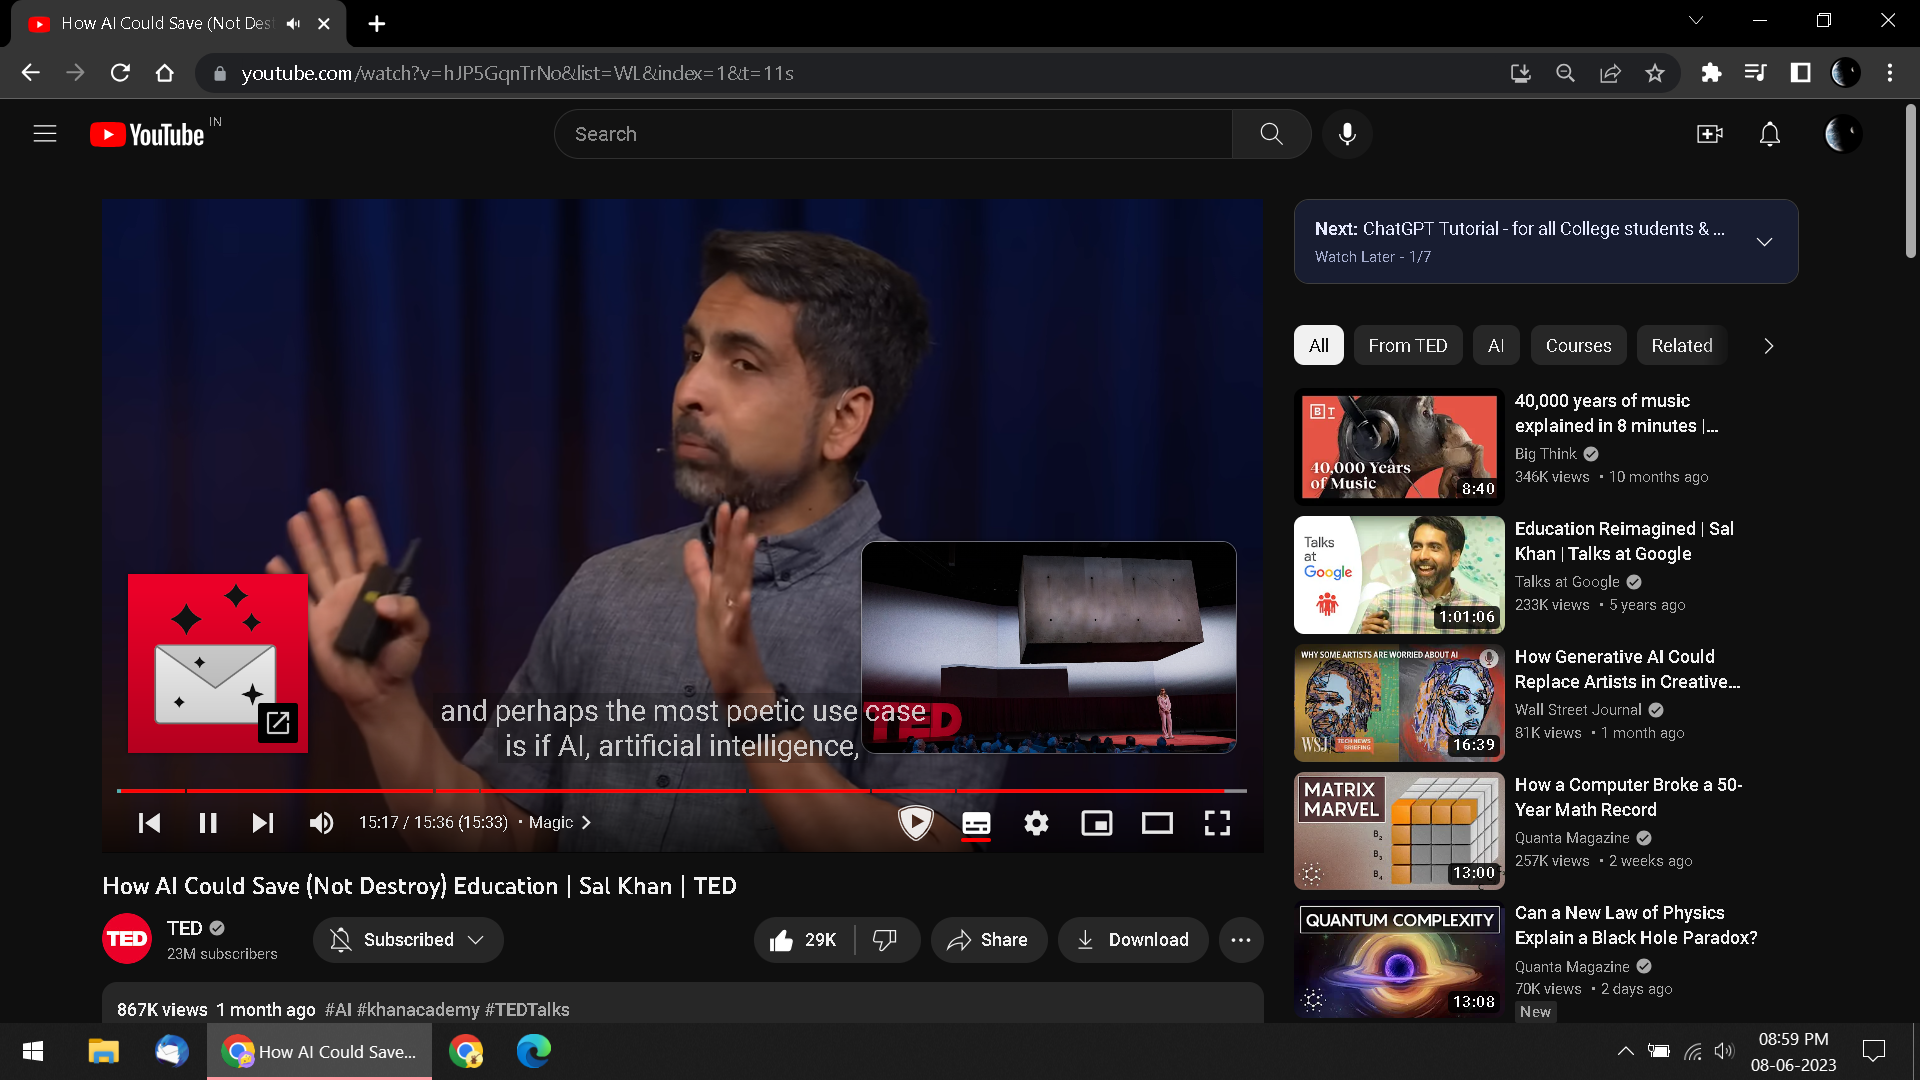 How AI Could Save (Not Des
youtube.com/watch?v=hJP5GqnTrNo&list=WL&index=1&t=11s
YouTube IN
Search
TED
and perhaps the most poetic use case
is if AI, artificial intelligence,
15:17 / 15:36 (15:33) • Magic
How AI Could Save (Not Destroy) Education | Sal Khan | TED
TED
TED
23M subscribers
Subscribed
29K
Share
Download
867K views 1 month ago #AI #khanacademy #TEDTalks
Next: ChatGPT Tutorial - for all College students & ...
Watch Later - 1/7
All
From TED
AI
Courses
Related
BT
40,000 Years
of Music
8:40
40,000 years of music
explained in 8 minutes |...
Big Think
346K views • 10 months ago
Talks
at
Google
1:01:06
Education Reimagined | Sal
Khan | Talks at Google
Talks at Google
233K views • 5 years ago
WHY SOME ARTISTS ARE WORRIED ABOUT AI
WSJ TECH NEWS
BRIEFING
16:39
How Generative AI Could
Replace Artists in Creative...
Wall Street Journal
81K views • 1 month ago
MATRIX
MARVEL
B2
B3
B4
13:00
How a Computer Broke a 50-
Year Math Record
Quanta Magazine
257K views • 2 weeks ago
QUANTUM COMPLEXITY
13:08
Can a New Law of Physics
Explain a Black Hole Paradox?
Quanta Magazine
70K views • 2 days ago
New
How AI Could Save...
08:59 PM
08-06-2023